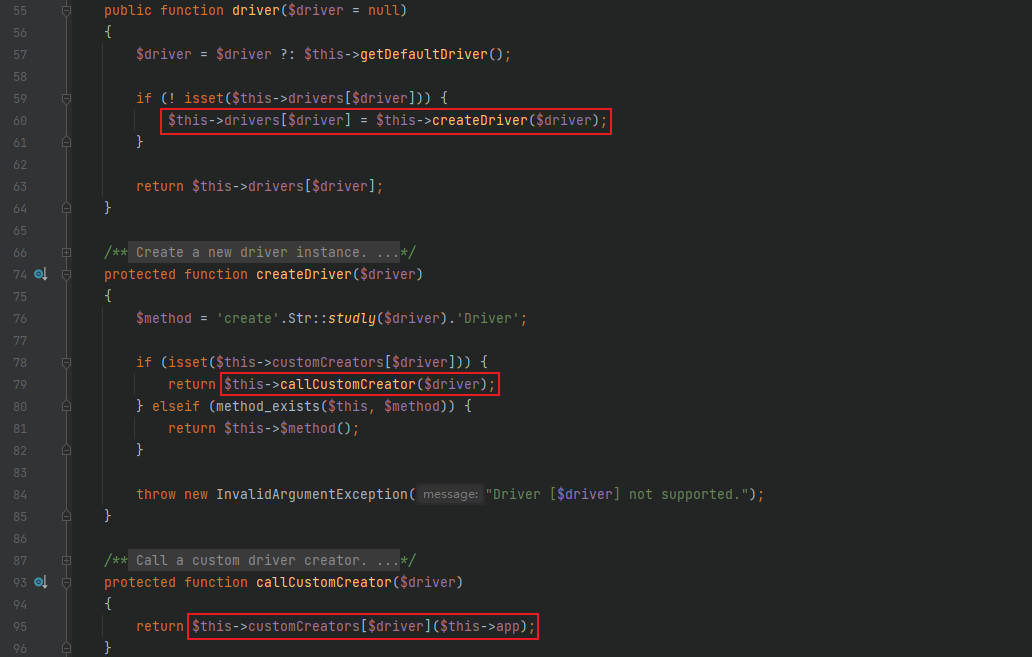 55 public function driver($driver = null)
56 {
57 $driver = $driver ?: $this->getDefaultDriver();
58
59 if (! isset($this->drivers[$driver])) {
60 $this->drivers[$driver] = $this->createDriver($driver);
61 }
62
63 return $this->drivers[$driver];
64 }
65
66 /** Create a new driver instance. ...*/
74 protected function createDriver($driver)
75 {
76 $method = 'create'.Str::studly($driver).'Driver';
77
78 if (isset($this->customCreators[$driver])) {
79 return $this->callCustomCreator($driver);
80 } elseif (method_exists($this, $method)) {
81 return $this->$method();
82 }
83
84 throw new InvalidArgumentException( message: "Driver [$driver] not supported.");
85 }
86
87 /** Call a custom driver creator. ...*/
93 protected function callCustomCreator($driver)
94 {
95 return $this->customCreators[$driver]($this->app);
96 }